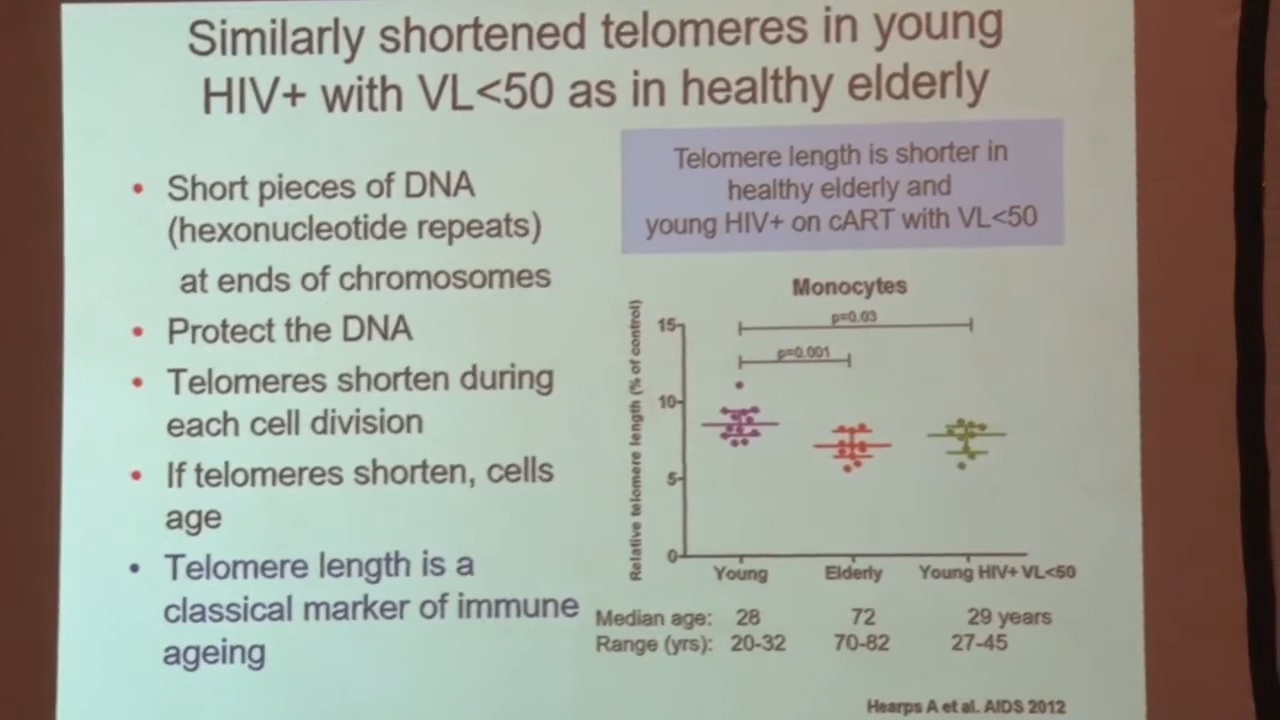 Similarly shortened telomeres in young
HIV+ with VL<50 as in healthy elderly
• Short pieces of DNA
(hexonucleotide repeats)
at ends of chromosomes
• Protect the DNA
• Telomeres shorten during
each cell division
• If telomeres shorten, cells
age
• Telomere length is a
classical marker of immune
ageing
Telomere length is shorter in
healthy elderly and
young HIV+ on cART with VL<50
Monocytes
Relative telomere length (% of control)
15
10
5
0
p=0.03
p=0.001
Young Elderly Young HIV+ VL<50
Median age: 28 72 29 years
Range (yrs): 20-32 70-82 27-45
Hearps A et al. AIDS 2012